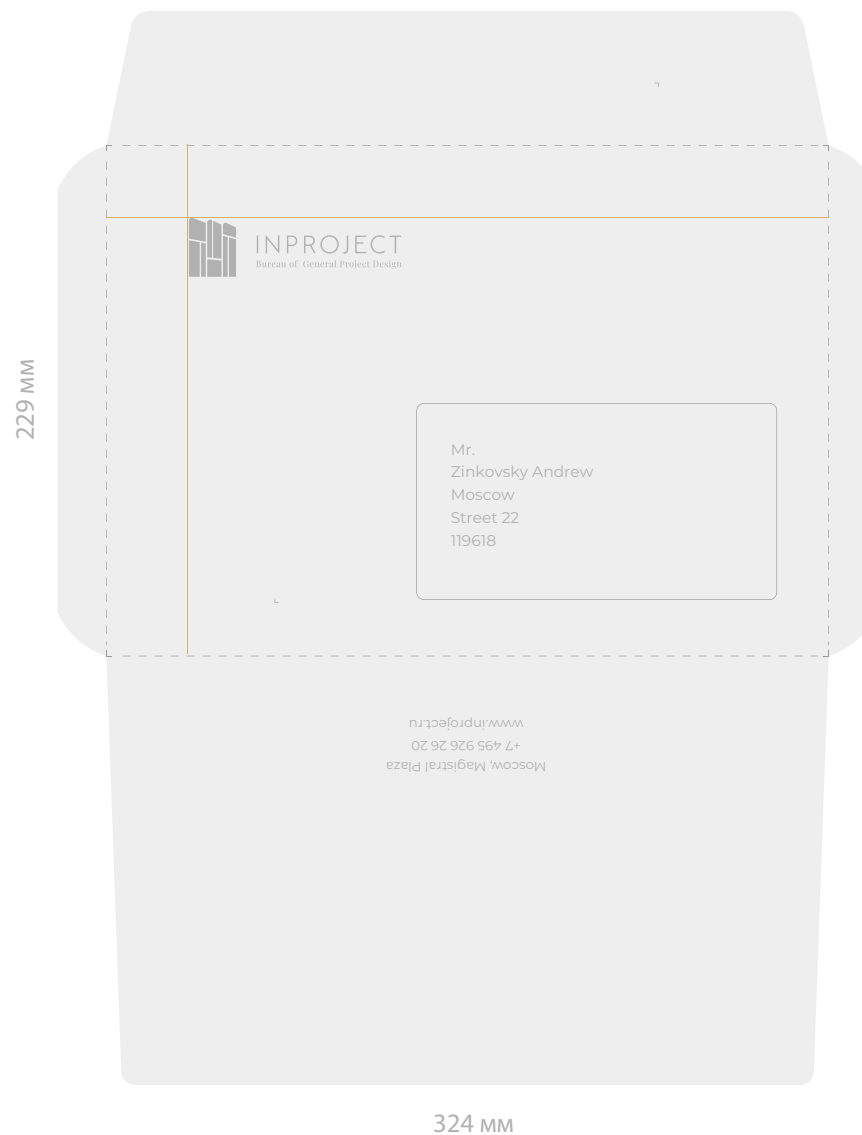 INPROJECT
Bureau of General Project Design
229 мм
Mr.
Zinkovsky Andrew
Moscow
Street 22
119618
Moscow, Magistral Plaza
+7 495 926 26 20
www.inproject.ru
324 мм